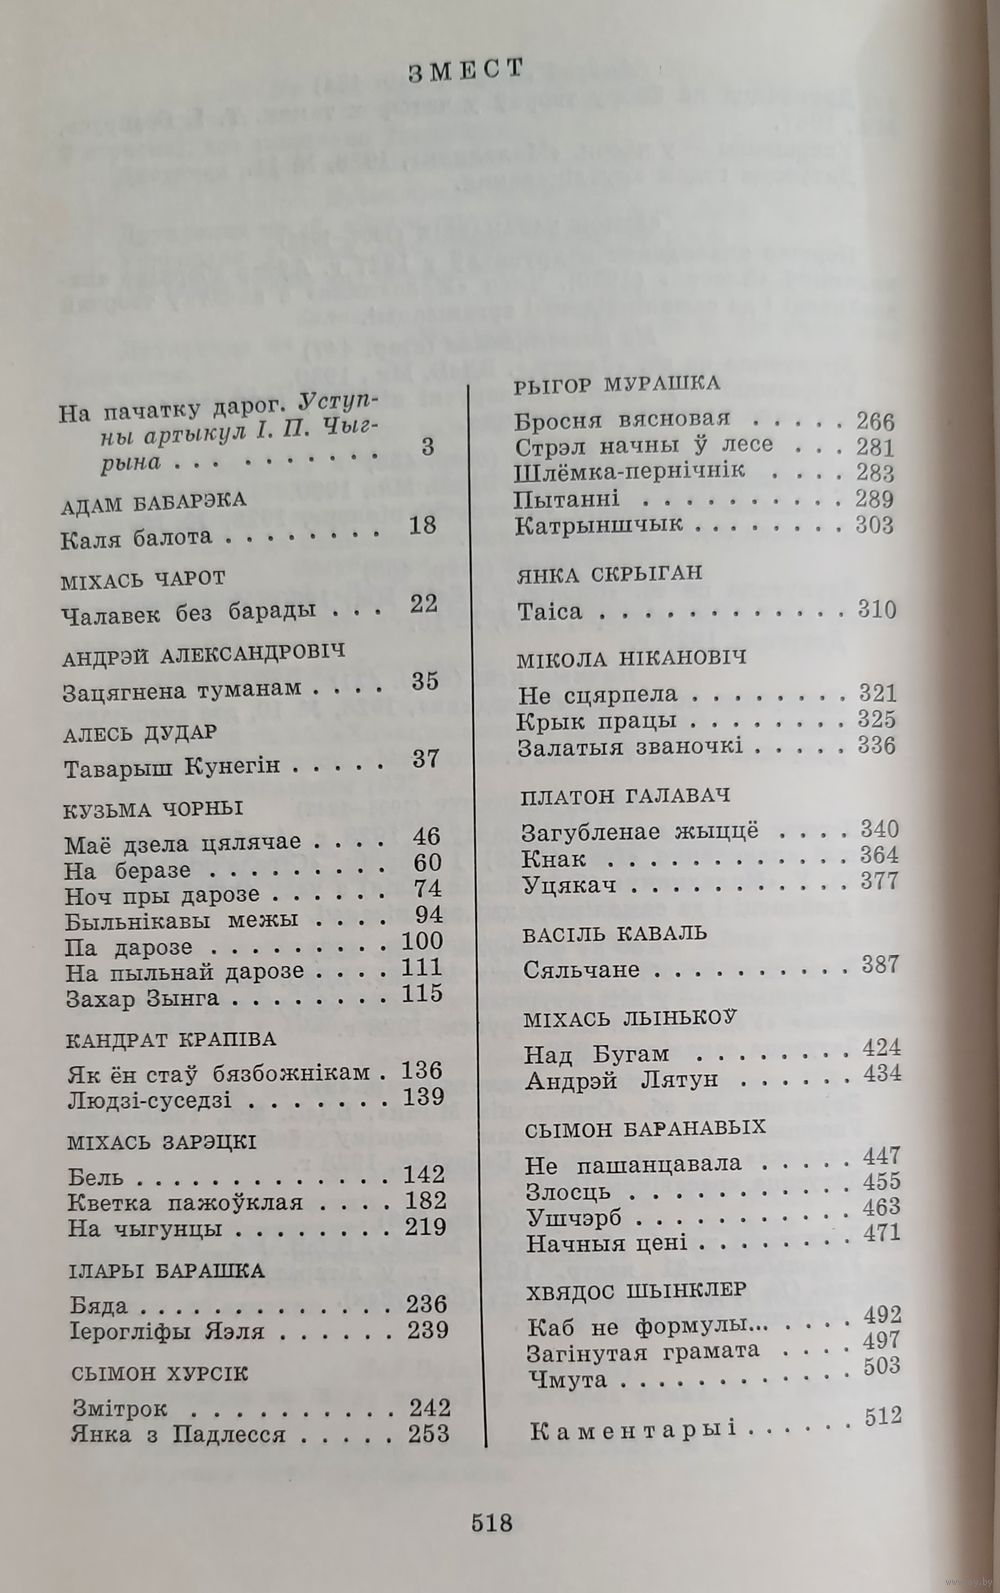 ЗМЕСТ
На пачатку дарог. Уступ-
ны артыкул І. П. Чыг-
рына . . . . . . . . . . 3
АДАМ БАБАРЭКА
Каля балота . . . . . . . . 18
МІХАСЬ ЧАРОТ
Чалавек без барады . . . 22
АНДРЭЙ АЛЕКСАНДРОВІЧ
Зацягнена туманам . . . . 35
АЛЕСЬ ДУДАР
Таварыш Кунегін . . . . . 37
КУЗЬМА ЧОРНЫ
Маё дзела цялячае . . . . 46
На беразе . . . . . . . . . 60
Ноч пры дарозе . . . . . . 74
Быльнікавы межы . . . . 94
Па дарозе . . . . . . . . . 100
На пыльнай дарозе . . . . 111
Захар Зынга . . . . . . . . 115
КАНДРАТ КРАПІВА
Як ён стаў бязбожнікам . 136
Людзі-суседзі . . . . . . . 139
МІХАСЬ ЗАРЭЦКІ
Бель . . . . . . . . . . . . . 142
Кветка пажоўклая . . . . 182
На чыгунцы . . . . . . . . 219
ІЛАРЫ БАРАШКА
Бяда . . . . . . . . . . . . . 236
Іерогліфы Яэля . . . . . . 239
СЫМОН ХУРСІК
Змітрок . . . . . . . . . . 242
Янка з Падлесся . . . . . 253
РЫГОР МУРАШКА
Бросня вясновая . . . . . 266
Стрэл начны ў лесе . . . 281
Шлёмка-пернічнік . . . . 283
Пытанні . . . . . . . . . 289
Катрыншчык . . . . . . . . 303
ЯНКА СКРЫГАН
Таіса . . . . . . . . . . . . 310
МІКОЛА НІКАНОВІЧ
Не сцярпела . . . . . . . . 321
Крык працы . . . . . . . . 325
Залатыя званочкі . . . . . 336
ПЛАТОН ГАЛАВАЧ
Загубленае жыццё . . . . 340
Кнак . . . . . . . . . . . . 364
Уцякач . . . . . . . . . . . 377
ВАСІЛЬ КАВАЛЬ
Сяльчане . . . . . . . . . . 387
МІХАСЬ ЛЫНЬКОЎ
Над Бугам . . . . . . . . 424
Андрэй Лятун . . . . . . 434
СЫМОН БАРАНАВЫХ
Не пашанцавала . . . . . 447
Злосць . . . . . . . . . . . 455
Ушчэрб . . . . . . . . . . . 463
Начныя цені . . . . . . . . 471
ХВЯДОС ШЫНКЛЕР
Каб не формулы... . . . . 492
Загінутая грамата . . . . 497
Чмута . . . . . . . . . . . . 503
Каментарыі . . . . . . 512
518
www.ay.by